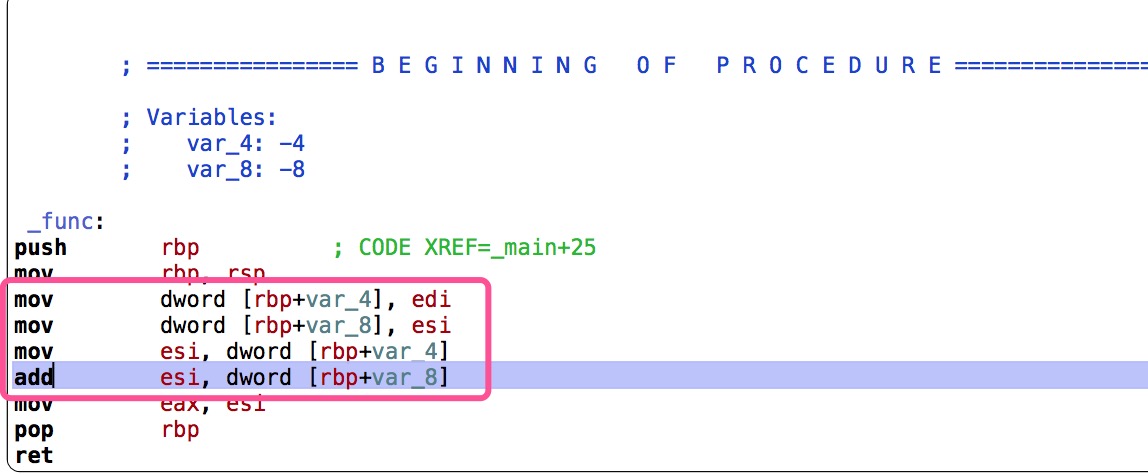 ; ================ B E G I N N I N G   O F   P R O C E D U R E ===============
; Variables:
;    var_4: -4
;    var_8: -8
_func:
push rbp ; CODE XREF=_main+25
mov rbp, rsp
mov dword [rbp+var_4], edi
mov dword [rbp+var_8], esi
mov esi, dword [rbp+var_4]
add esi, dword [rbp+var_8]
mov eax, esi
pop rbp
ret